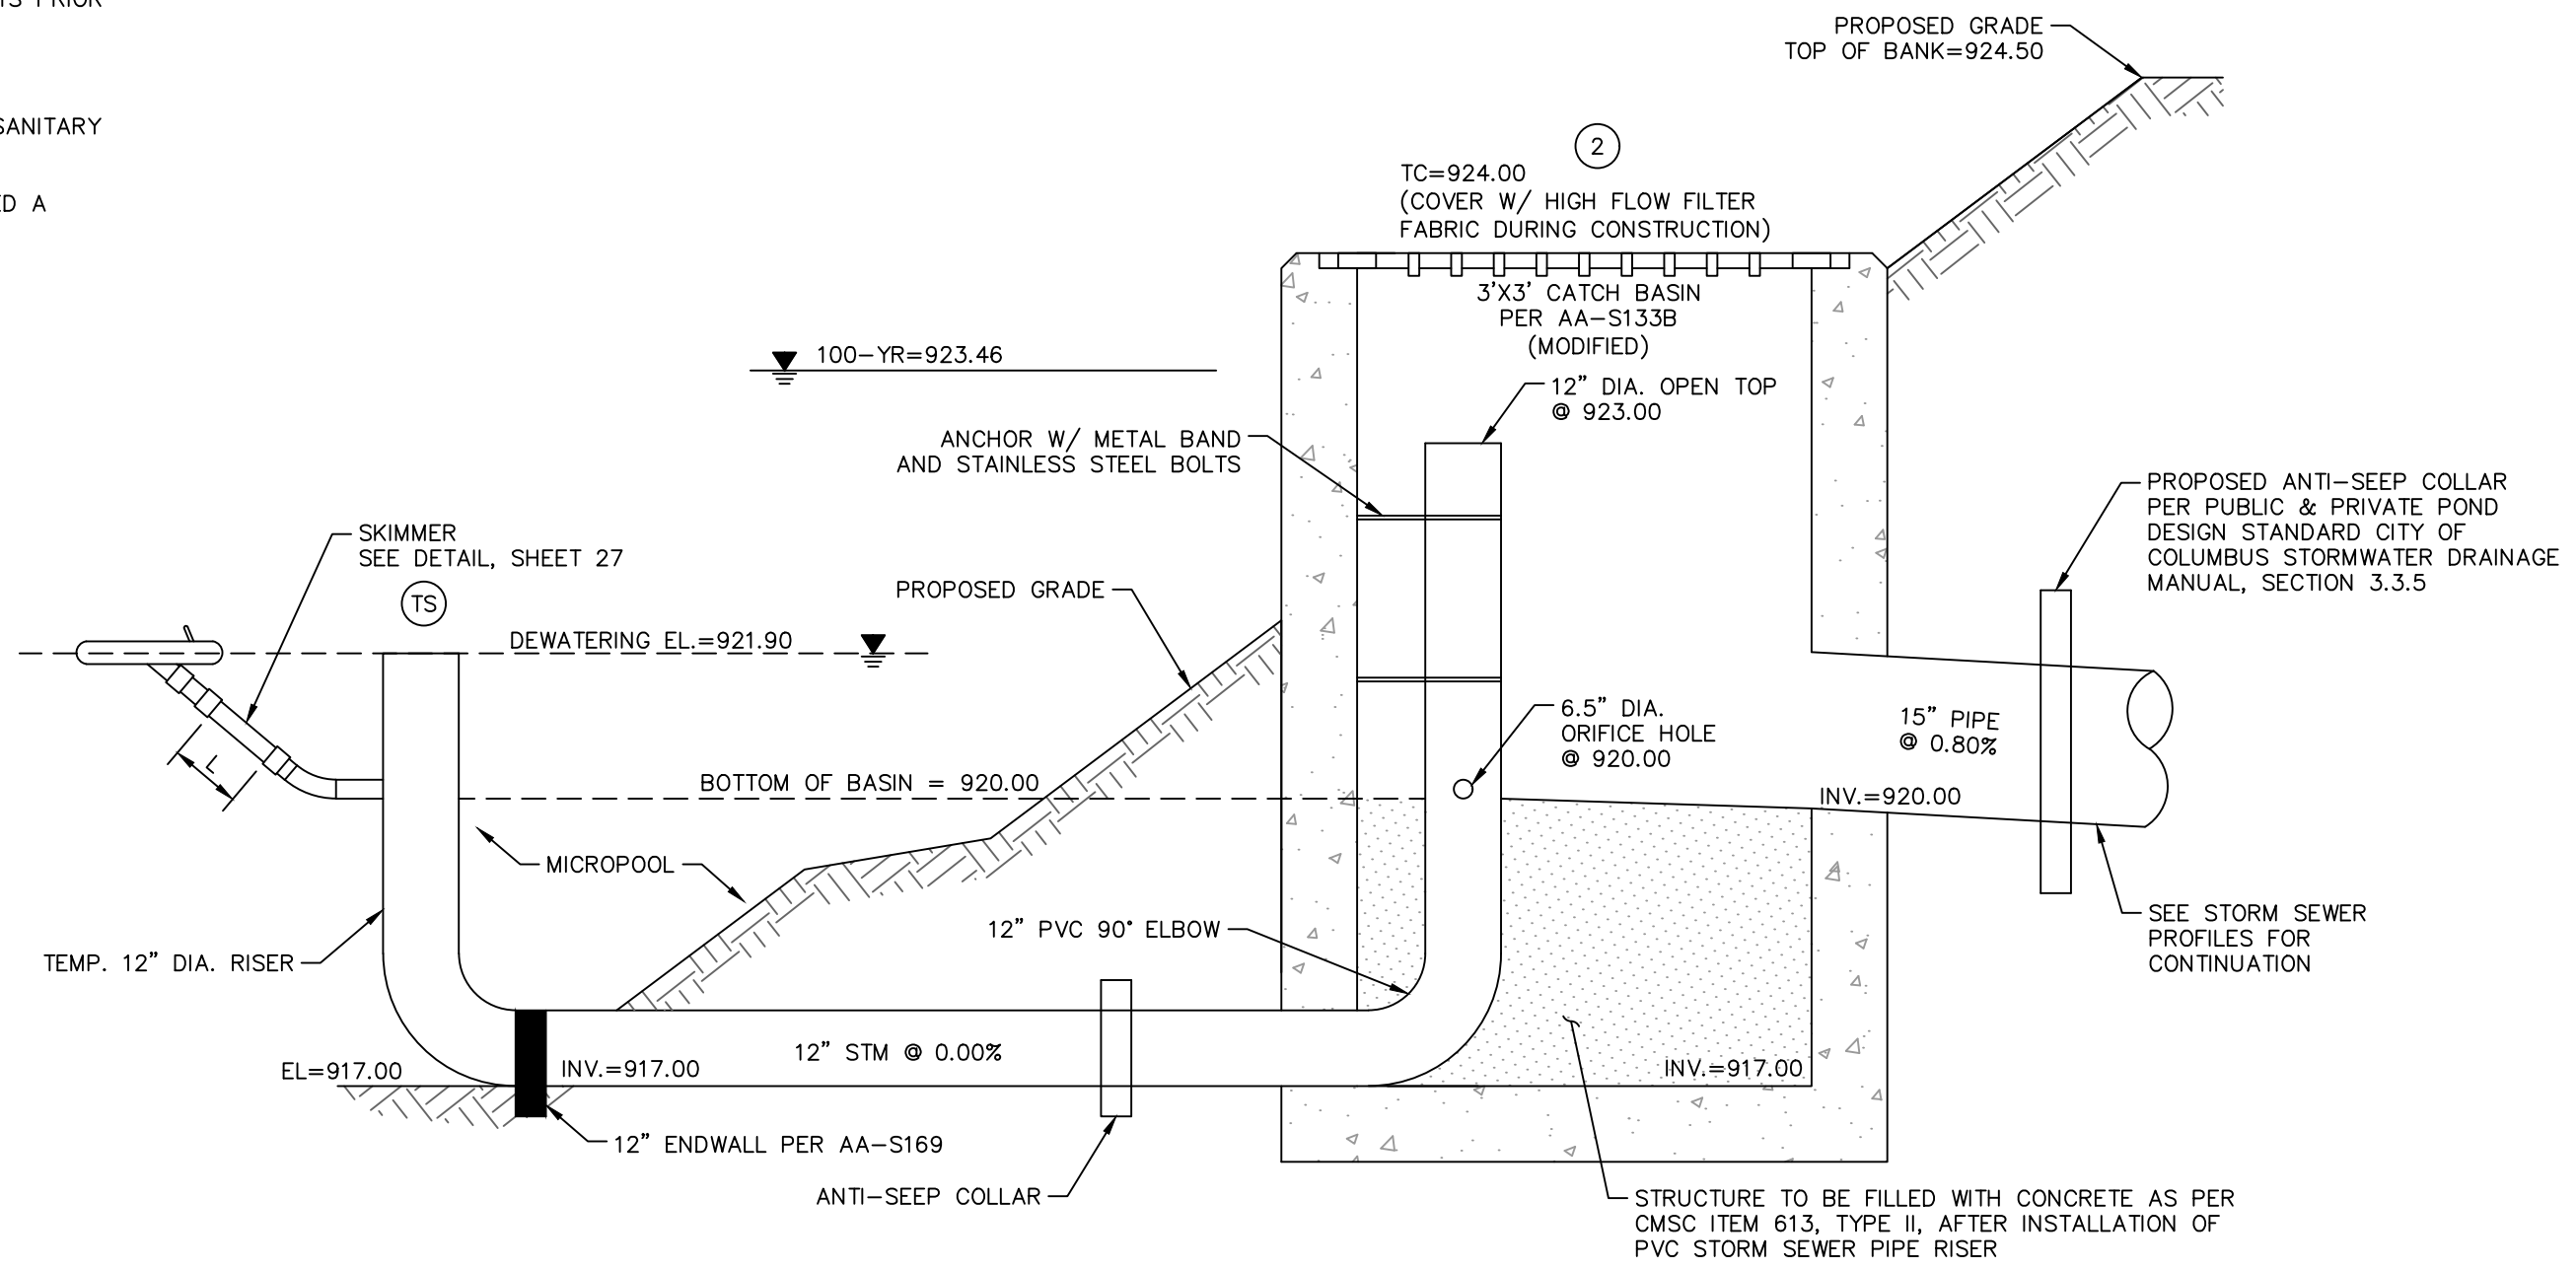 PRIOR
SANITARY
A
PROPOSED GRADE
TOP OF BANK=924.50
2
TC=924.00
(COVER W/ HIGH FLOW FILTER
FABRIC DURING CONSTRUCTION)
3'X3' CATCH BASIN
PER AA-S133B
(MODIFIED)
100-YR=923.46
12" DIA. OPEN TOP
@ 923.00
ANCHOR W/ METAL BAND
AND STAINLESS STEEL BOLTS
PROPOSED ANTI-SEEP COLLAR
PER PUBLIC & PRIVATE POND
DESIGN STANDARD CITY OF
COLUMBUS STORMWATER DRAINAGE
MANUAL, SECTION 3.3.5
SKIMMER
SEE DETAIL, SHEET 27
TS
PROPOSED GRADE
DEWATERING EL.=921.90
6.5" DIA.
ORIFICE HOLE
@ 920.00
15" PIPE
@ 0.80%
L
BOTTOM OF BASIN = 920.00
INV.=920.00
MICROPOOL
12" PVC 90° ELBOW
SEE STORM SEWER
PROFILES FOR
CONTINUATION
TEMP. 12" DIA. RISER
12" STM @ 0.00%
EL=917.00
INV.=917.00
INV.=917.00
12" ENDWALL PER AA-S169
ANTI-SEEP COLLAR
STRUCTURE TO BE FILLED WITH CONCRETE AS PER
CMSC ITEM 613, TYPE II, AFTER INSTALLATION OF
PVC STORM SEWER PIPE RISER